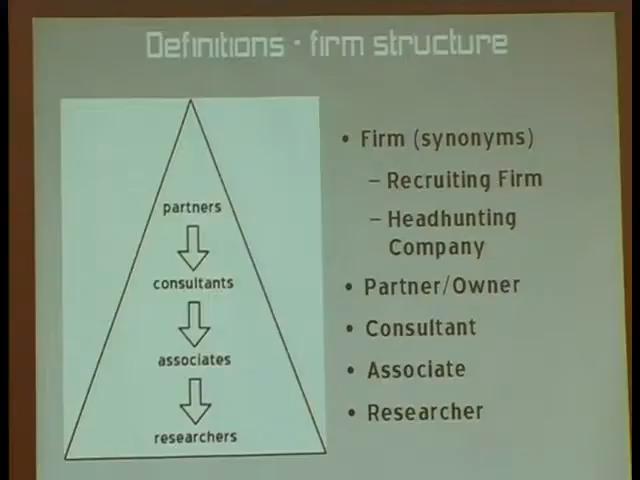 Definitions - firm structure
partners
consultants
associates
researchers
• Firm (synonyms)
– Recruiting Firm
– Headhunting
Company
• Partner/Owner
• Consultant
• Associate
• Researcher